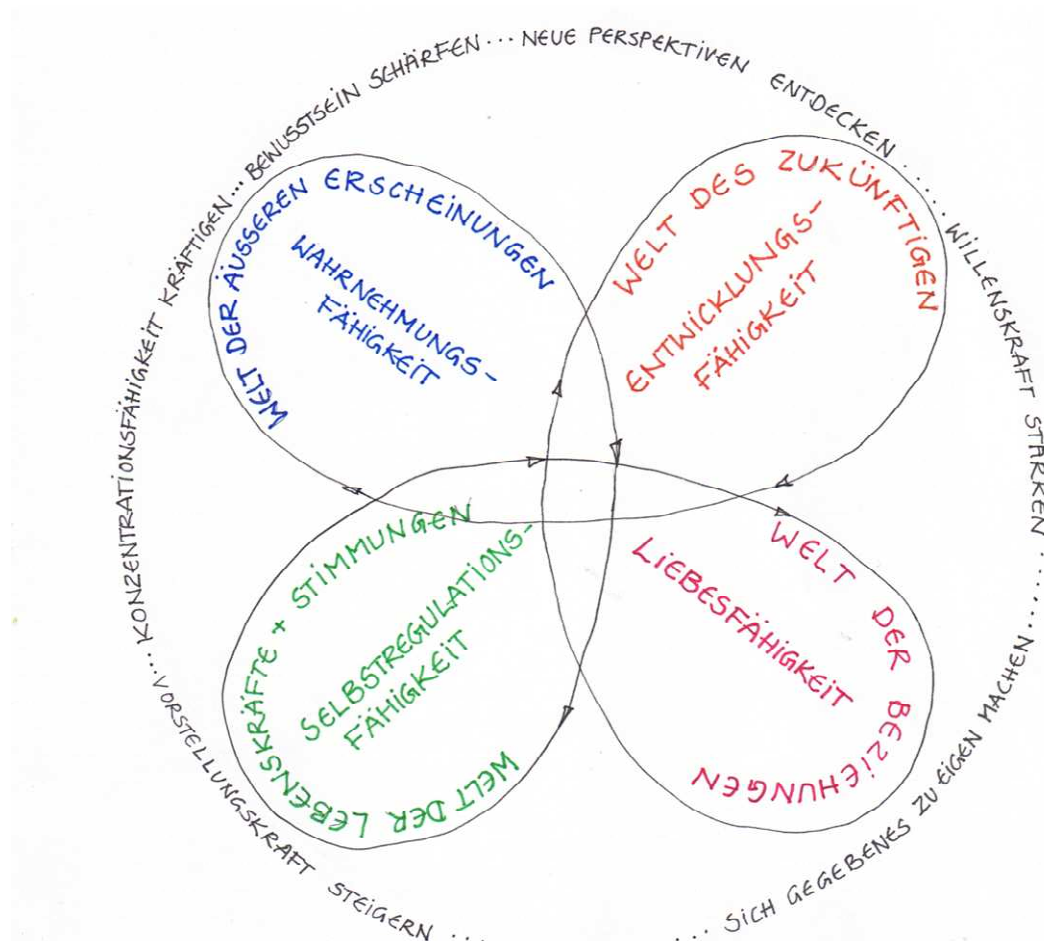 ... VORSTELLUNGSKRAFT STEIGERN ...
... KONZENTRATIONSFÄHIGKEIT KRÄFTIGEN ... BEWUSSTSEIN SCHÄRFEN ... NEUE PERSPEKTIVEN ENTDECKEN ..... WILLENSKRAFT STÄRKEN ...
... SICH GEGEBENES ZU EIGEN MACHEN .....
WELT DER ÄUSSEREN ERSCHEINUNGEN
WAHRNEHMUNGS-
FÄHIGKEIT
WELT DES ZUKÜNFTIGEN
ENTWICKLUNGS-
FÄHIGKEIT
WELT DER LEBENSKRÄFTE + STIMMUNGEN
SELBSTREGULATIONS-
FÄHIGKEIT
WELT DER BEZIEHUNGEN
LIEBESFÄHIGKEIT